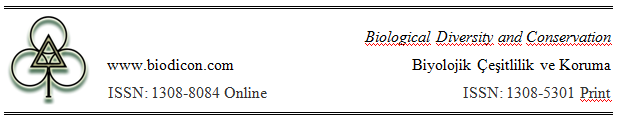 Biological Diversity and Conservation
www.biodicon.com Biyolojik Çeşitlilik ve Koruma
ISSN: 1308-8084 Online ISSN: 1308-5301 Print